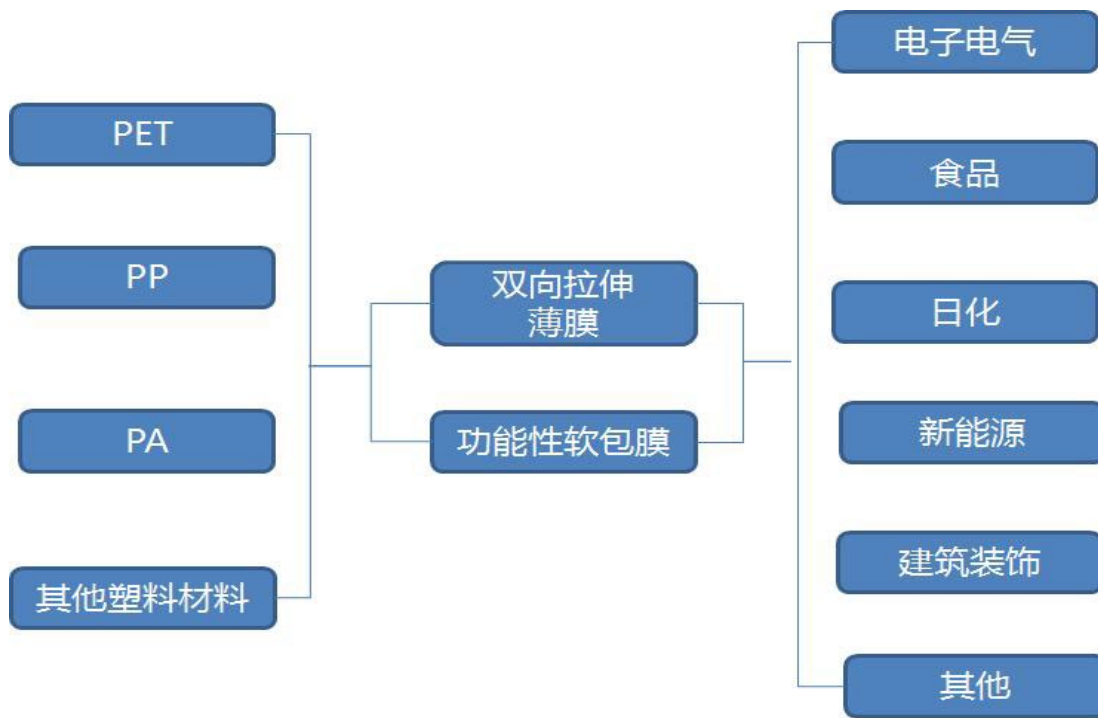 PET
PP
PA
其他塑料材料
双向拉伸
薄膜
功能性软包膜
电子电气
食品
日化
新能源
建筑装饰
其他